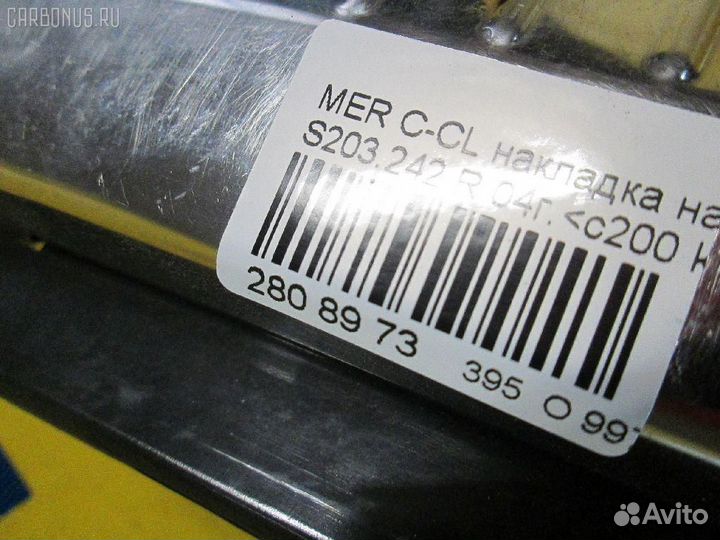 CARBONUS.RU
MER C-CL накладка на
S203.242 R 04г. <c200 к
280 89 73 395 O 99
Avito